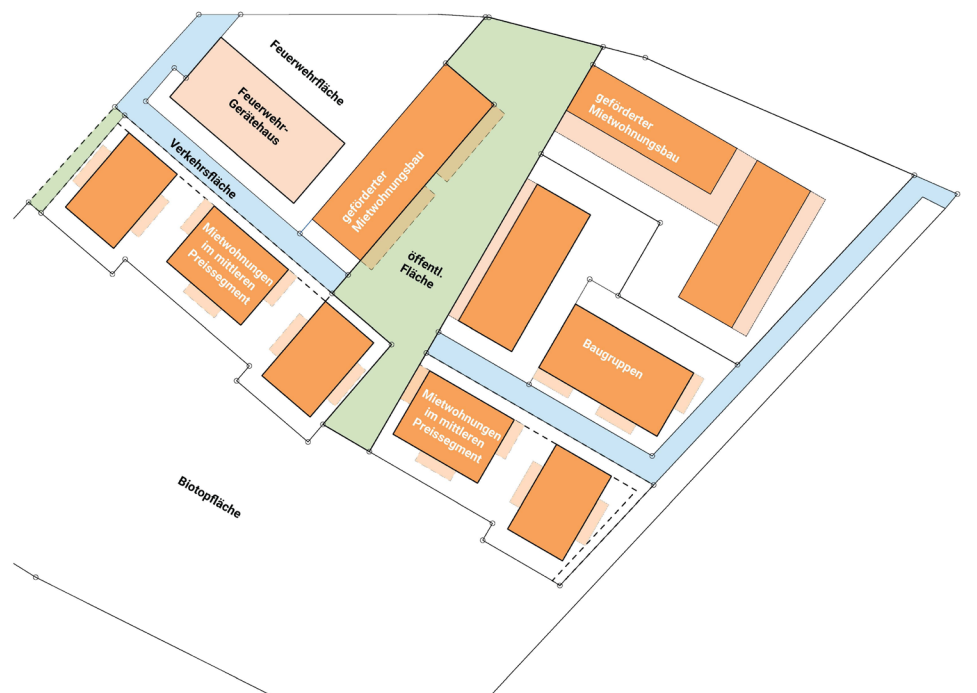 Feuerwehrfläche
Feuerwehr-
Gerätehaus
Verkehrsfläche
geförderter
Mietwohnungsbau
geförderter
Mietwohnungsbau
öffentl.
Fläche
Mietwohnungen
im mittleren
Preissegment
Baugruppen
Mietwohnungen
im mittleren
Preissegment
Biotopfläche